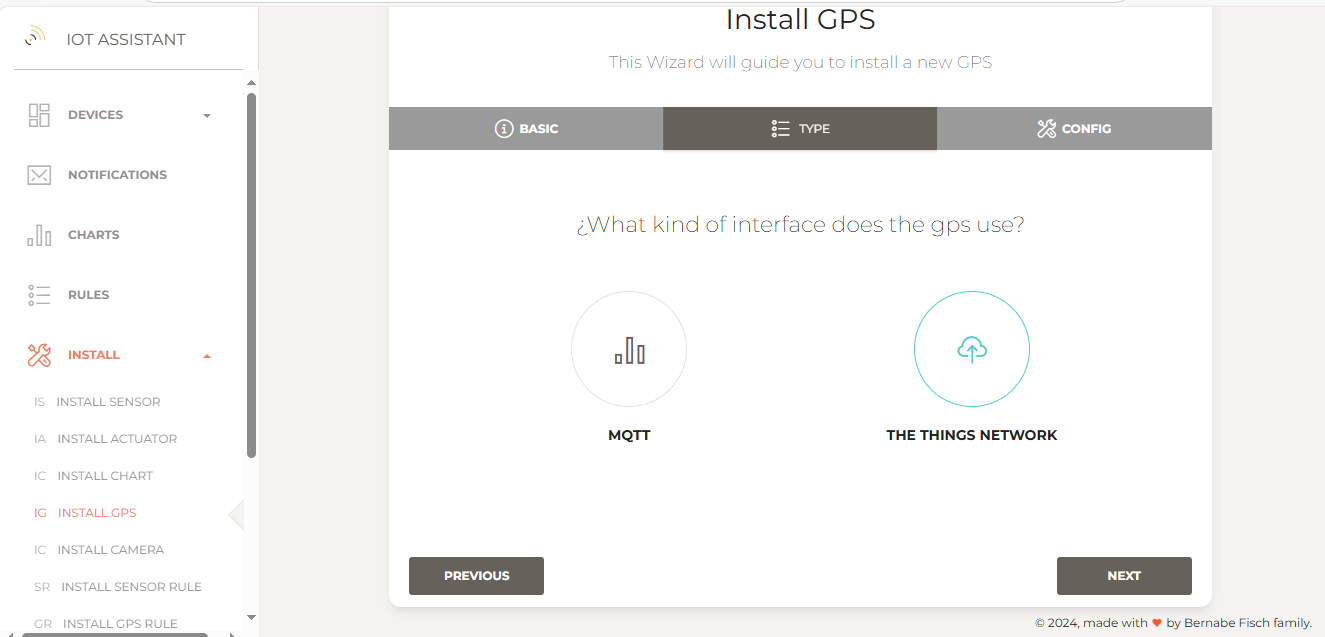 IOT ASSISTANT
DEVICES
NOTIFICATIONS
CHARTS
RULES
INSTALL
IS INSTALL SENSOR
IA INSTALL ACTUATOR
IC INSTALL CHART
IG INSTALL GPS
IC INSTALL CAMERA
SR INSTALL SENSOR RULE
GR INSTALL GPS RULE
Install GPS
This Wizard will guide you to install a new GPS
BASIC
TYPE
CONFIG
¿What kind of interface does the gps use?
MQTT
THE THINGS NETWORK
PREVIOUS
NEXT
© 2024, made with ♥ by Bernabe Fisch family.